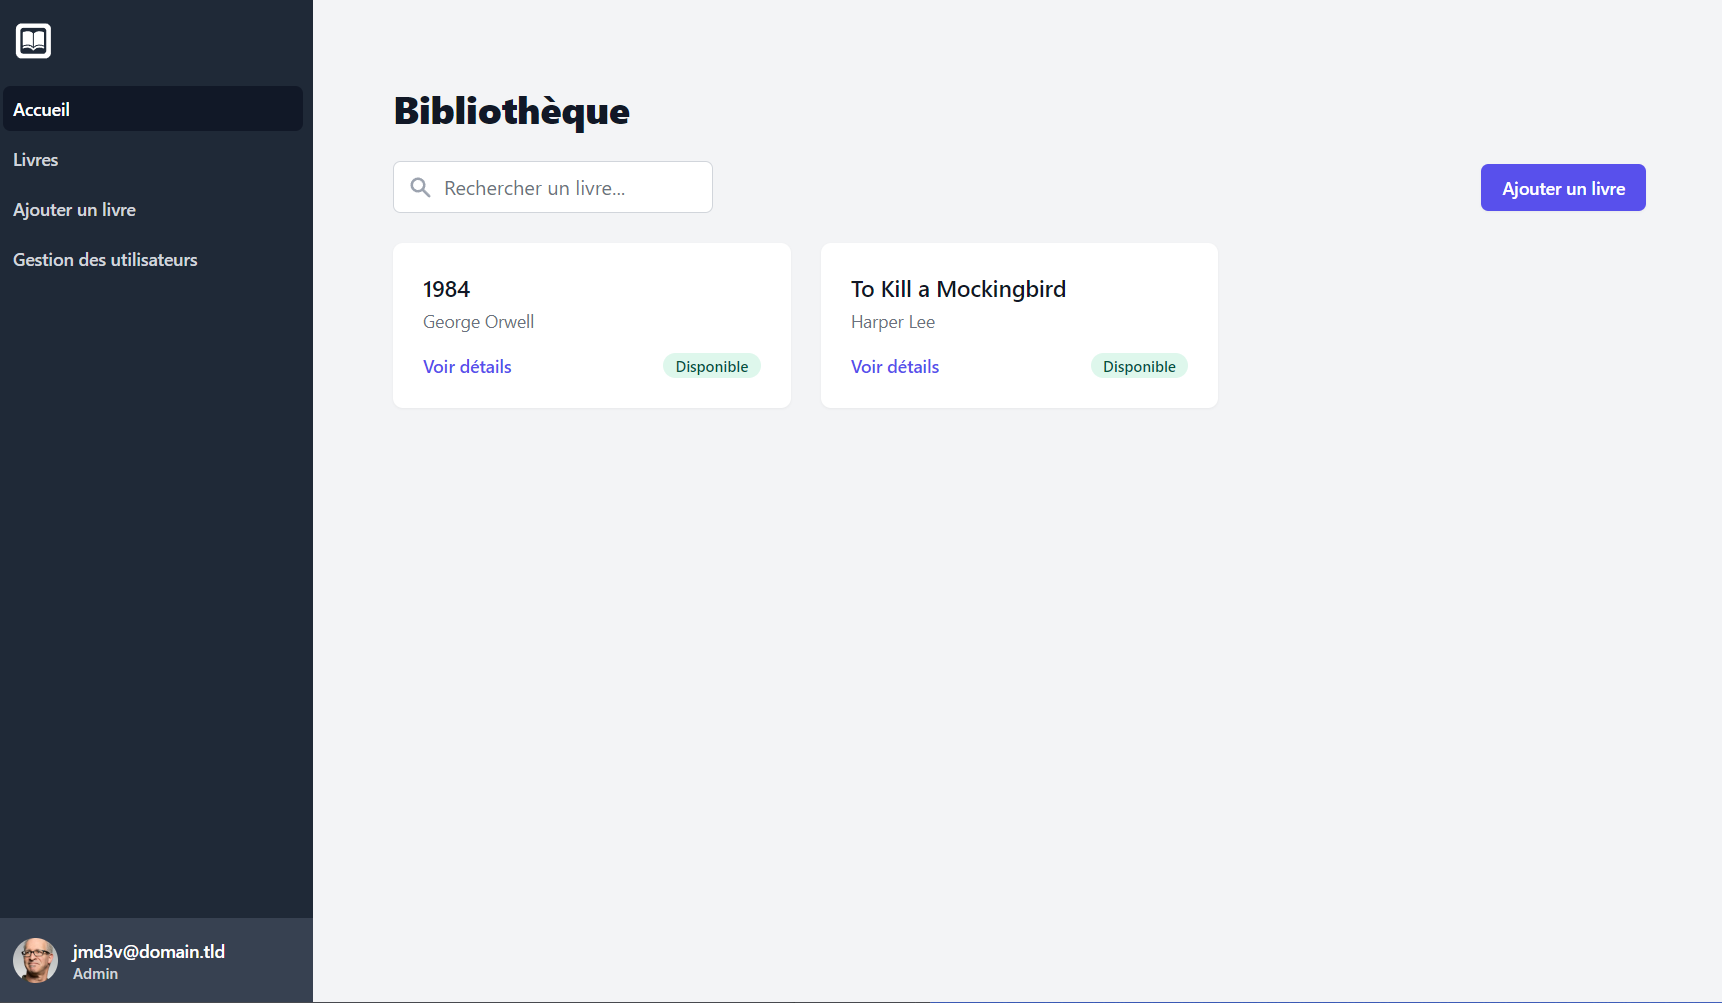 Accueil
Livres
Ajouter un livre
Gestion des utilisateurs
jmd3v@domain.tld
Admin
Bibliothèque
Rechercher un livre...
Ajouter un livre
1984
George Orwell
Voir détails
Disponible
To Kill a Mockingbird
Harper Lee
Voir détails
Disponible